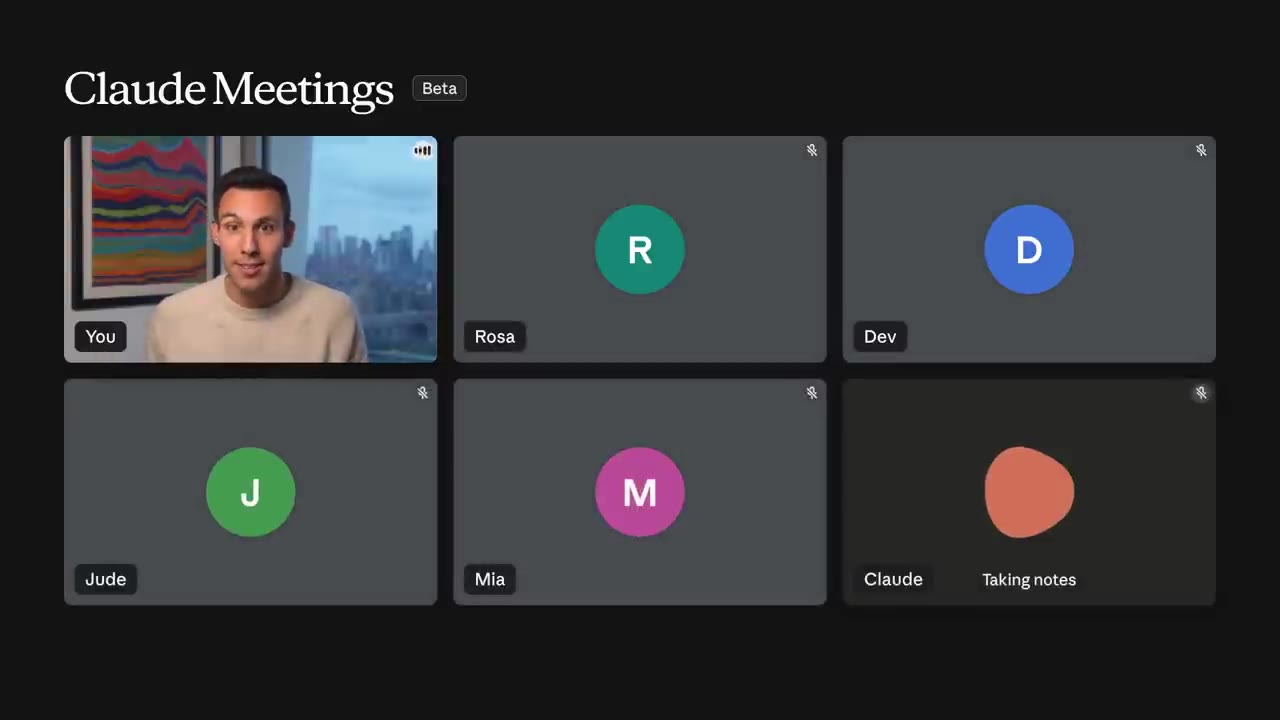 Claude Meetings Beta
You
Rosa
R
Dev
D
Jude
J
Mia
M
Claude
Taking notes